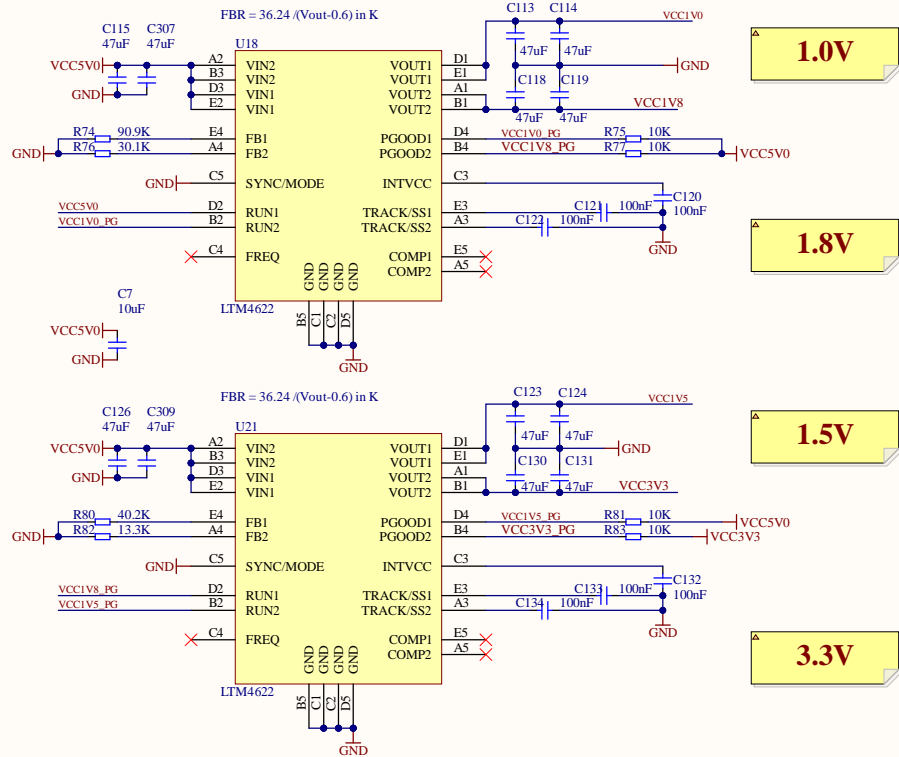 FBR = 36.24 /(Vout-0.6) in K
C115 C307
47uF 47uF
VCC5V0
GND
U18
A2 VIN2
B3 VIN2
D3 VIN1
E2 VIN1
VOUT1 D1
VOUT1 E1
VOUT2 A1
VOUT2 B1
C113 C114
47uF 47uF
VCC1V0
GND
C118 C119
47uF 47uF
VCC1V8
1.0V
GND
R74 90.9K E4 FB1
R76 30.1K A4 FB2
PGOOD1 D4 VCC1V0_PG R75 10K
PGOOD2 B4 VCC1V8_PG R77 10K
VCC5V0
GND C5 SYNC/MODE
INTVCC C3
C120
100nF
VCC5V0 D2 RUN1
VCC1V0_PG B2 RUN2
TRACK/SS1 E3 C121 100nF
TRACK/SS2 A3 C122 100nF
GND
1.8V
C4 FREQ
COMP1 E5
COMP2 A5
GND GND GND GND
LTM4622
B5 C1 C2 D5
GND
C7
10uF
VCC5V0
GND
FBR = 36.24 /(Vout-0.6) in K
C126 C309
47uF 47uF
VCC5V0
GND
U21
A2 VIN2
B3 VIN2
D3 VIN1
E2 VIN1
VOUT1 D1
VOUT1 E1
VOUT2 A1
VOUT2 B1
C123 C124
47uF 47uF
VCC1V5
GND
C130 C131
47uF 47uF
VCC3V3
1.5V
GND
R80 40.2K E4 FB1
R82 13.3K A4 FB2
PGOOD1 D4 VCC1V5_PG R81 10K VCC5V0
PGOOD2 B4 VCC3V3_PG R83 10K VCC3V3
GND C5 SYNC/MODE
INTVCC C3
C132
100nF
VCC1V8_PG D2 RUN1
VCC1V5_PG B2 RUN2
TRACK/SS1 E3 C133 100nF
TRACK/SS2 A3 C134 100nF
GND
C4 FREQ
COMP1 E5
COMP2 A5
3.3V
GND GND GND GND
LTM4622
B5 C1 C2 D5
GND